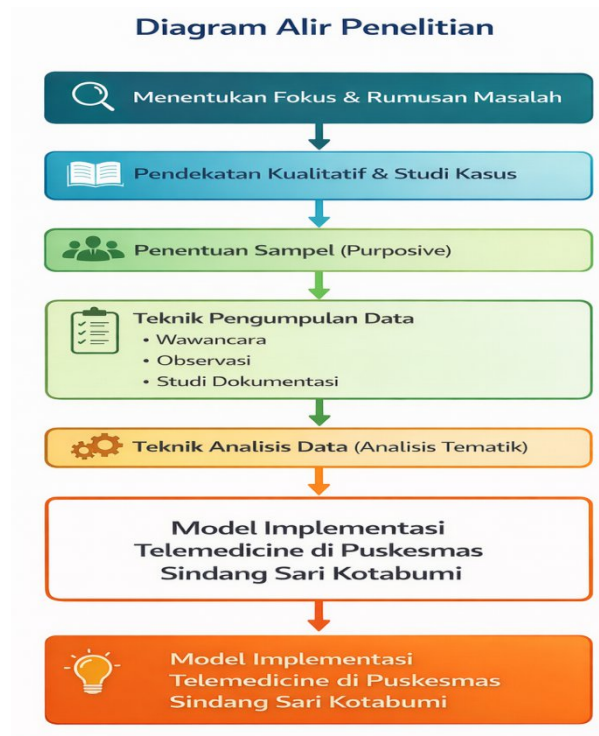 Diagram Alir Penelitian
Menentukan Fokus & Rumusan Masalah
Pendekatan Kualitatif & Studi Kasus
Penentuan Sampel (Purposive)
Teknik Pengumpulan Data
• Wawancara
• Observasi
• Studi Dokumentasi
Teknik Analisis Data (Analisis Tematik)
Model Implementasi
Telemedicine di Puskesmas
Sindang Sari Kotabumi
Model Implementasi
Telemedicine di Puskesmas
Sindang Sari Kotabumi